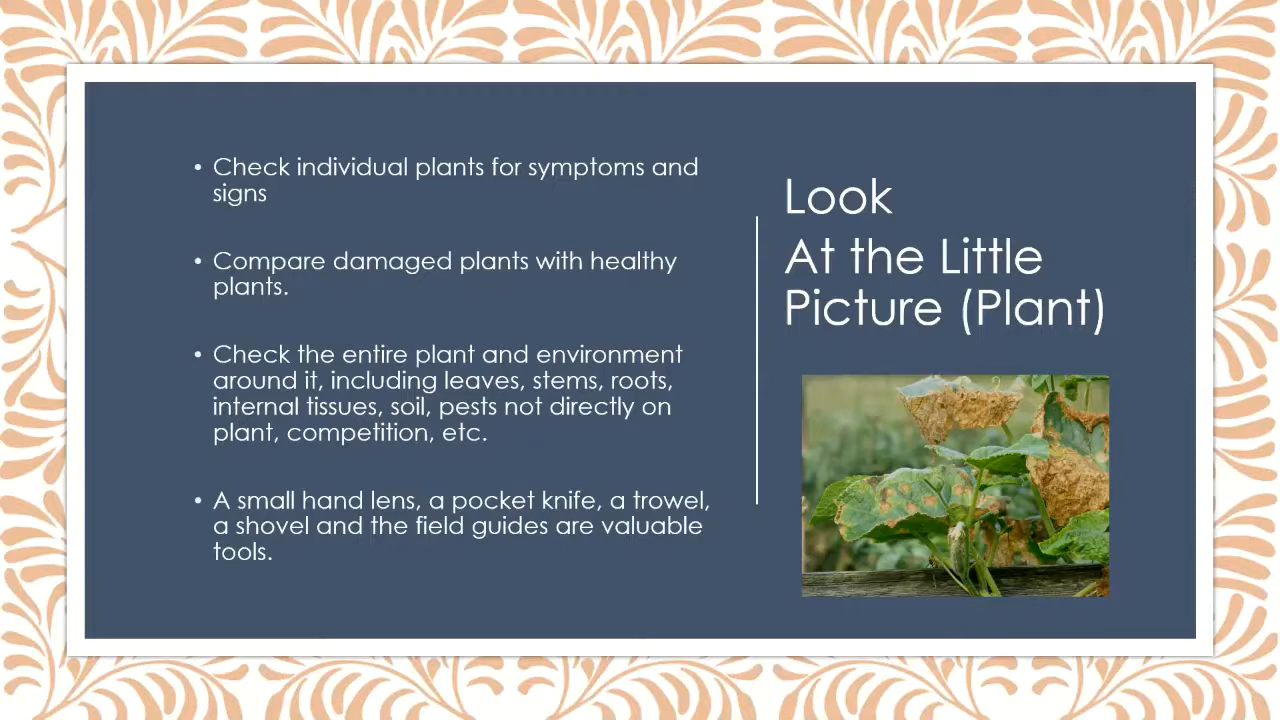 • Check individual plants for symptoms and
signs
• Compare damaged plants with healthy
plants.
• Check the entire plant and environment
around it, including leaves, stems, roots,
internal tissues, soil, pests not directly on
plant, competition, etc.
• A small hand lens, a pocket knife, a trowel,
a shovel and the field guides are valuable
tools.
Look
At the Little
Picture (Plant)